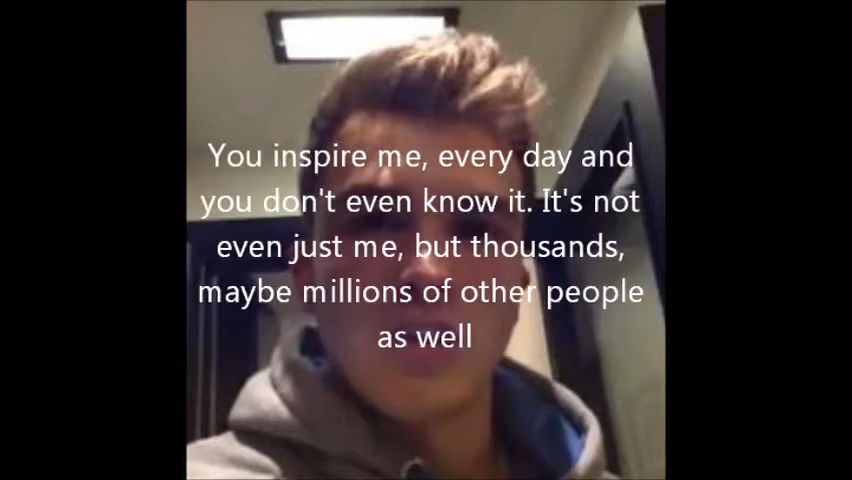 You inspire me, every day and
you don't even know it. It's not
even just me, but thousands,
maybe millions of other people
as well